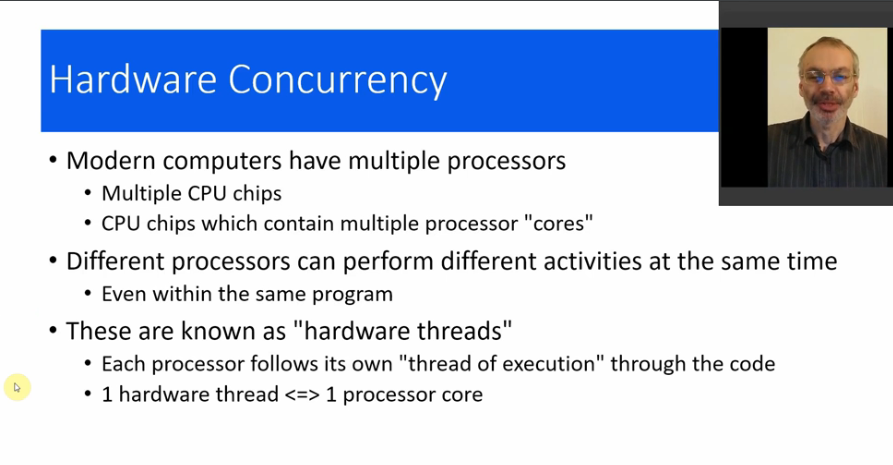 Hardware Concurrency
• Modern computers have multiple processors
• Multiple CPU chips
• CPU chips which contain multiple processor "cores"
• Different processors can perform different activities at the same time
• Even within the same program
• These are known as "hardware threads"
• Each processor follows its own "thread of execution" through the code
• 1 hardware thread <=> 1 processor core